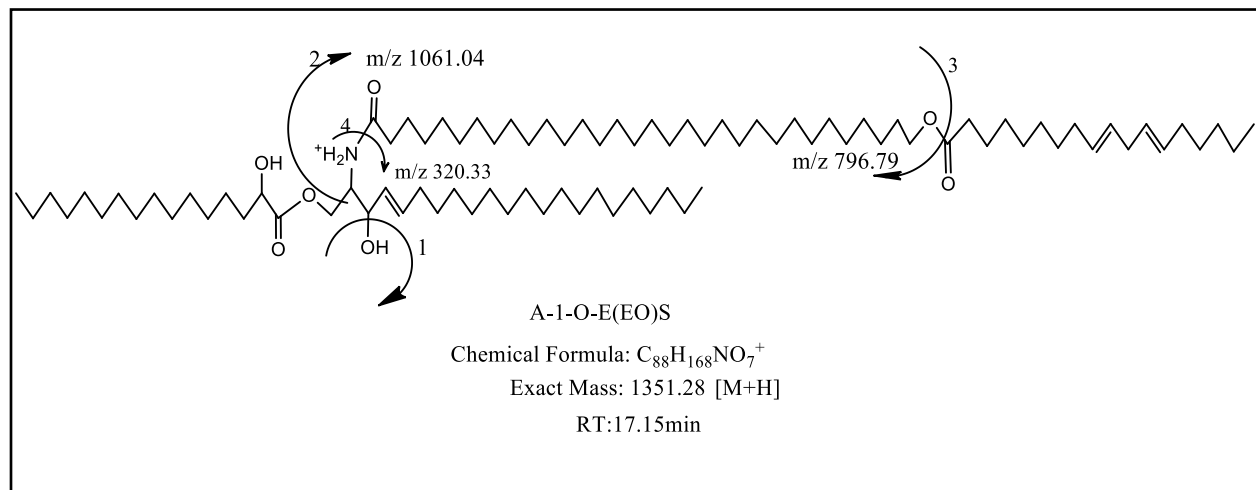 2 m/z 1061.04
3
O
O
4
+H₂N
m/z 796.79
OH
m/z 320.33
O
O
O
OH
1
A-1-O-E(EO)S
Chemical Formula: C₈₈H₁₆₈NO₇⁺
Exact Mass: 1351.28 [M+H]
RT:17.15min